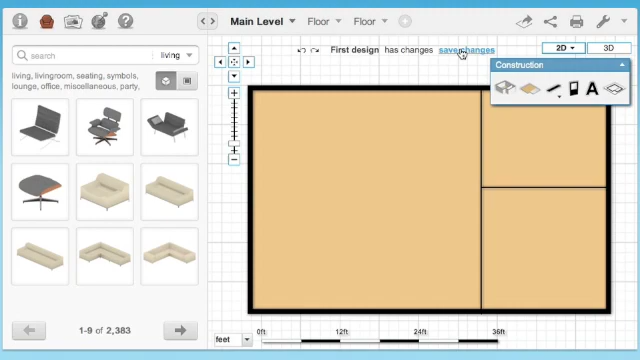 Main Level Floor Floor
search living
living, livingroom, seating, symbols,
lounge, office, miscellaneous, party,
First design has changes save changes
2D 3D
Construction
A
1-9 of 2,383
feet
0ft 12ft 24ft 36ft